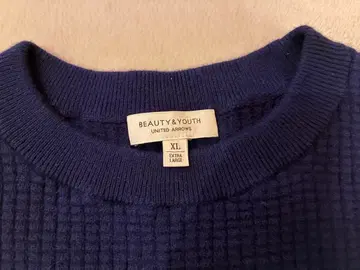 BEAUTY&YOUTH
UNITED ARROWS
XL
EXTRA
LARGE